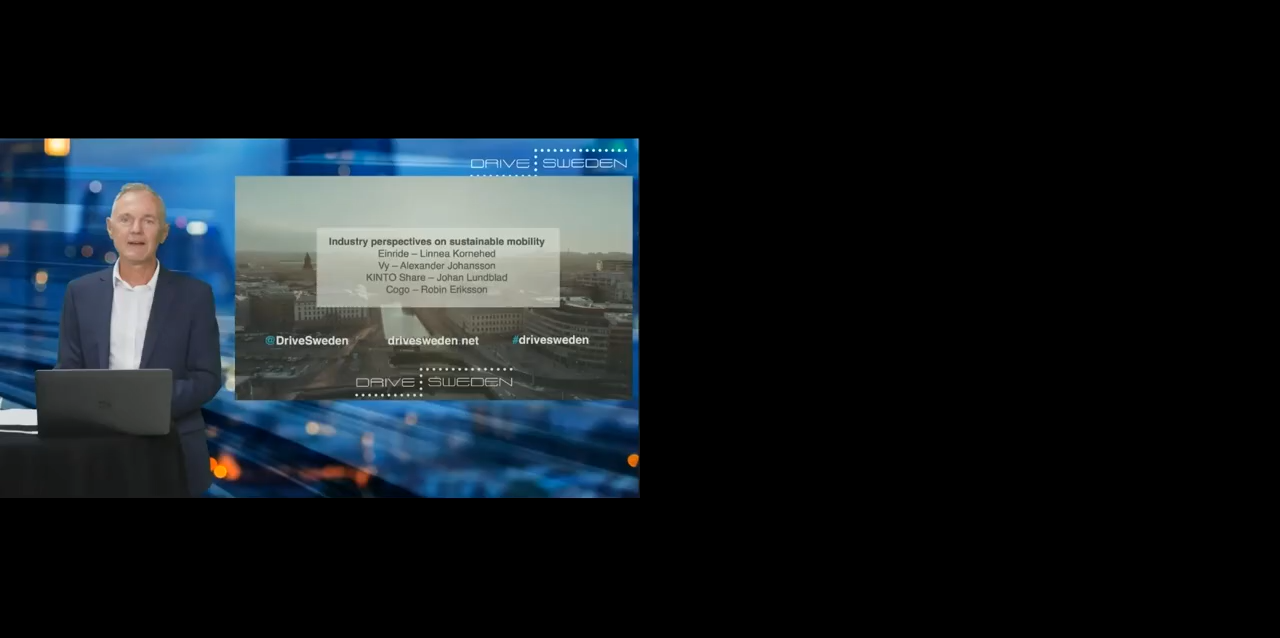 DRIVE SWEDEN
Industry perspectives on sustainable mobility
Einride – Linnea Kornehed
Vy – Alexander Johansson
KINTO Share – Johan Lundblad
Cogo – Robin Eriksson
@DriveSweden drivesweden.net #drivesweden
DRIVE SWEDEN